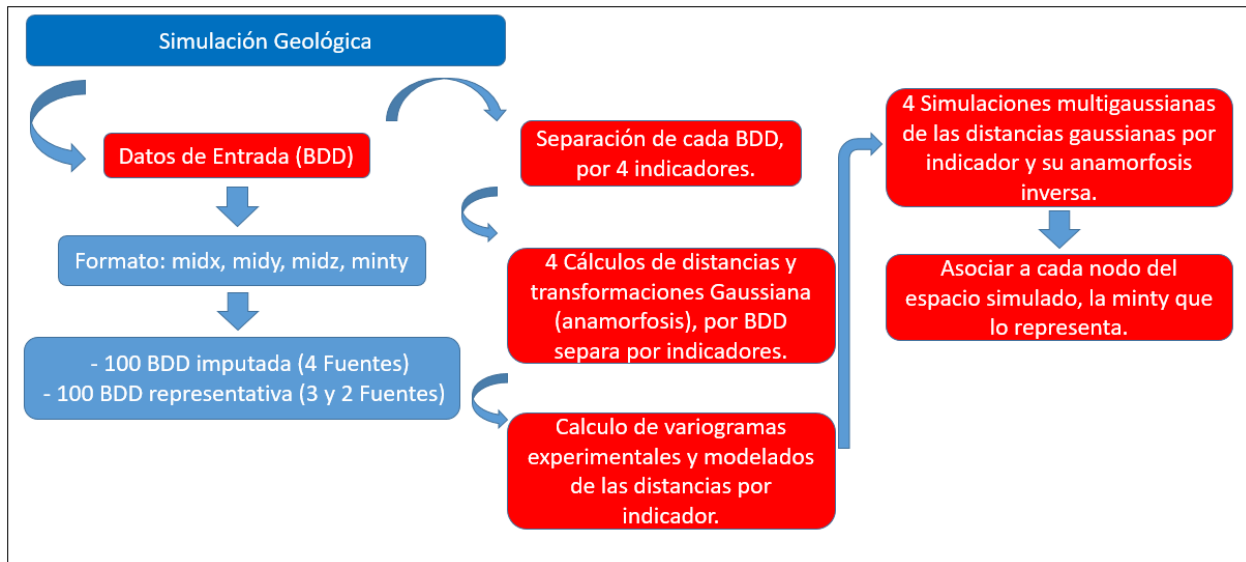 Simulación Geológica
Datos de Entrada (BDD)
Formato: midx, midy, midz, minty
- 100 BDD imputada (4 Fuentes)
- 100 BDD representativa (3 y 2 Fuentes)
Separación de cada BDD,
por 4 indicadores.
4 Cálculos de distancias y
transformaciones Gaussiana
(anamorfosis), por BDD
separa por indicadores.
Calculo de variogramas
experimentales y modelados
de las distancias por
indicador.
4 Simulaciones multigaussianas
de las distancias gaussianas por
indicador y su anamorfosis
inversa.
Asociar a cada nodo del
espacio simulado, la minty que
lo representa.